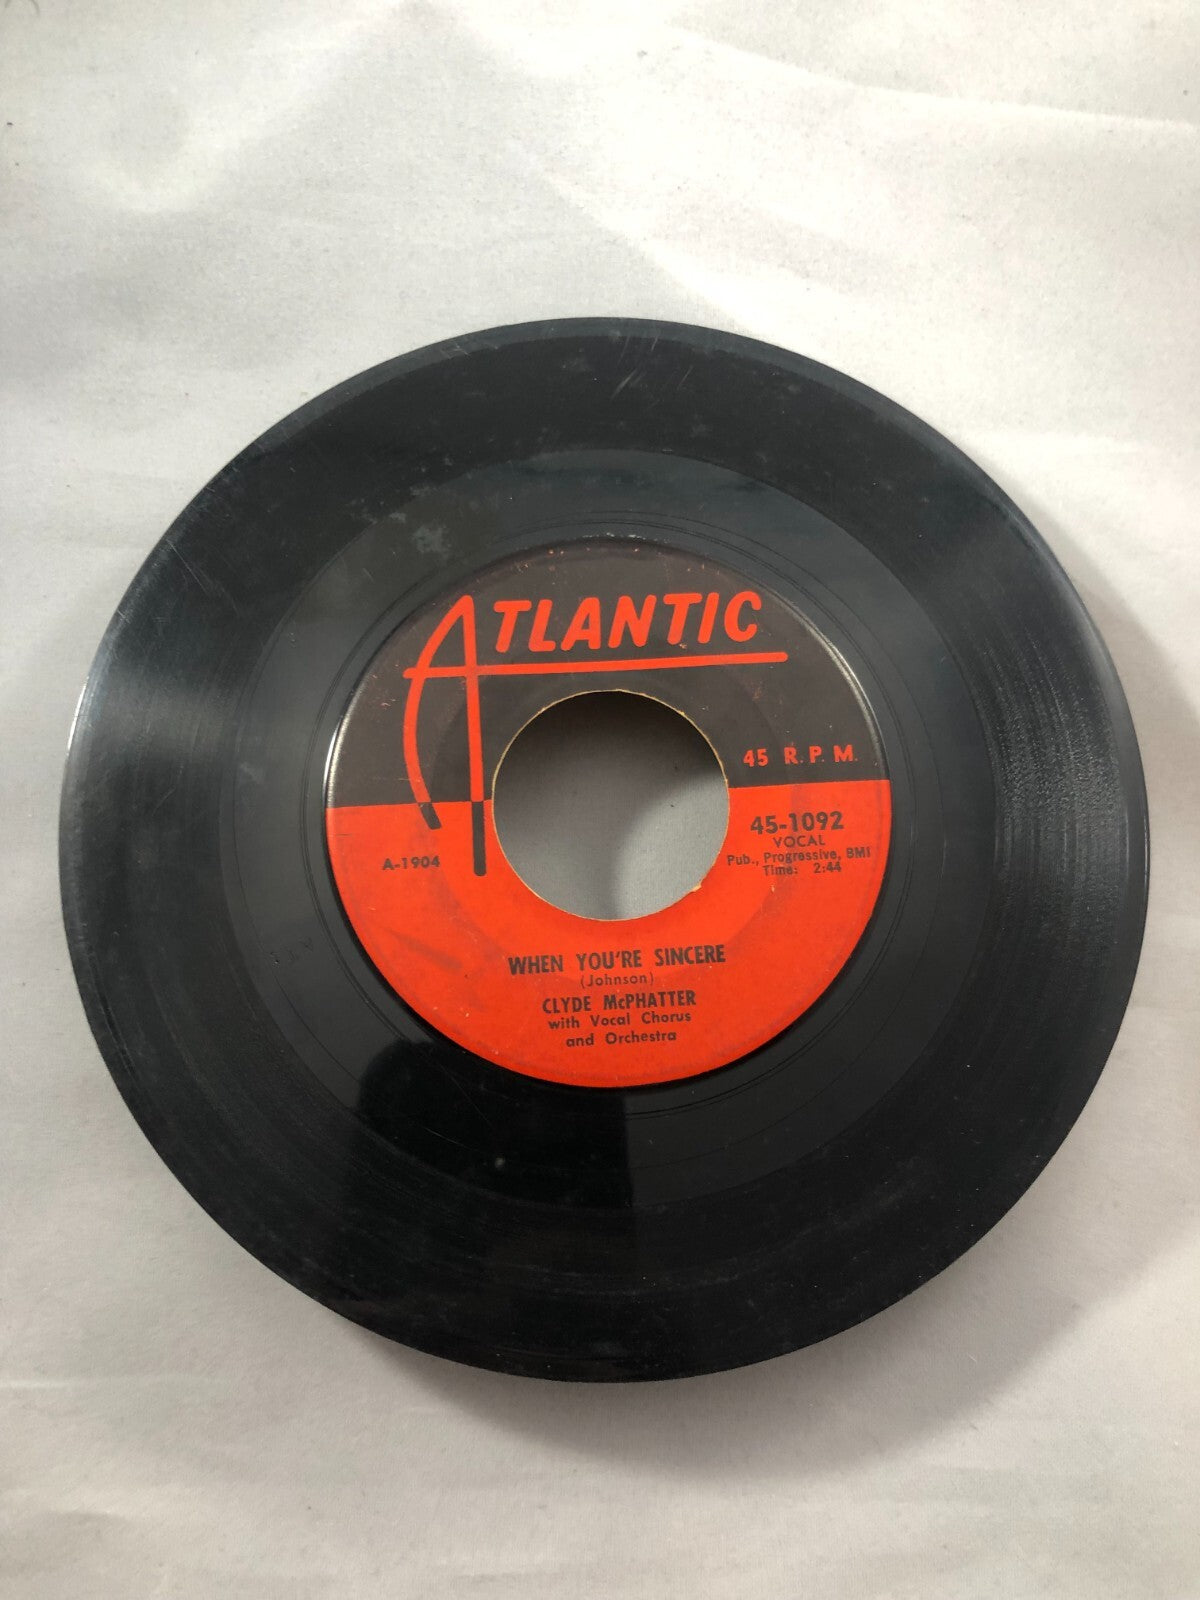 ATLANTIC
45 R.P.M.
45-1092
VOCAL
Pub., Progressive, BMI
Time: 2:44
A-1904
WHEN YOU'RE SINCERE
(Johnson)
CLYDE McPHATTER
with Vocal Chorus
and Orchestra